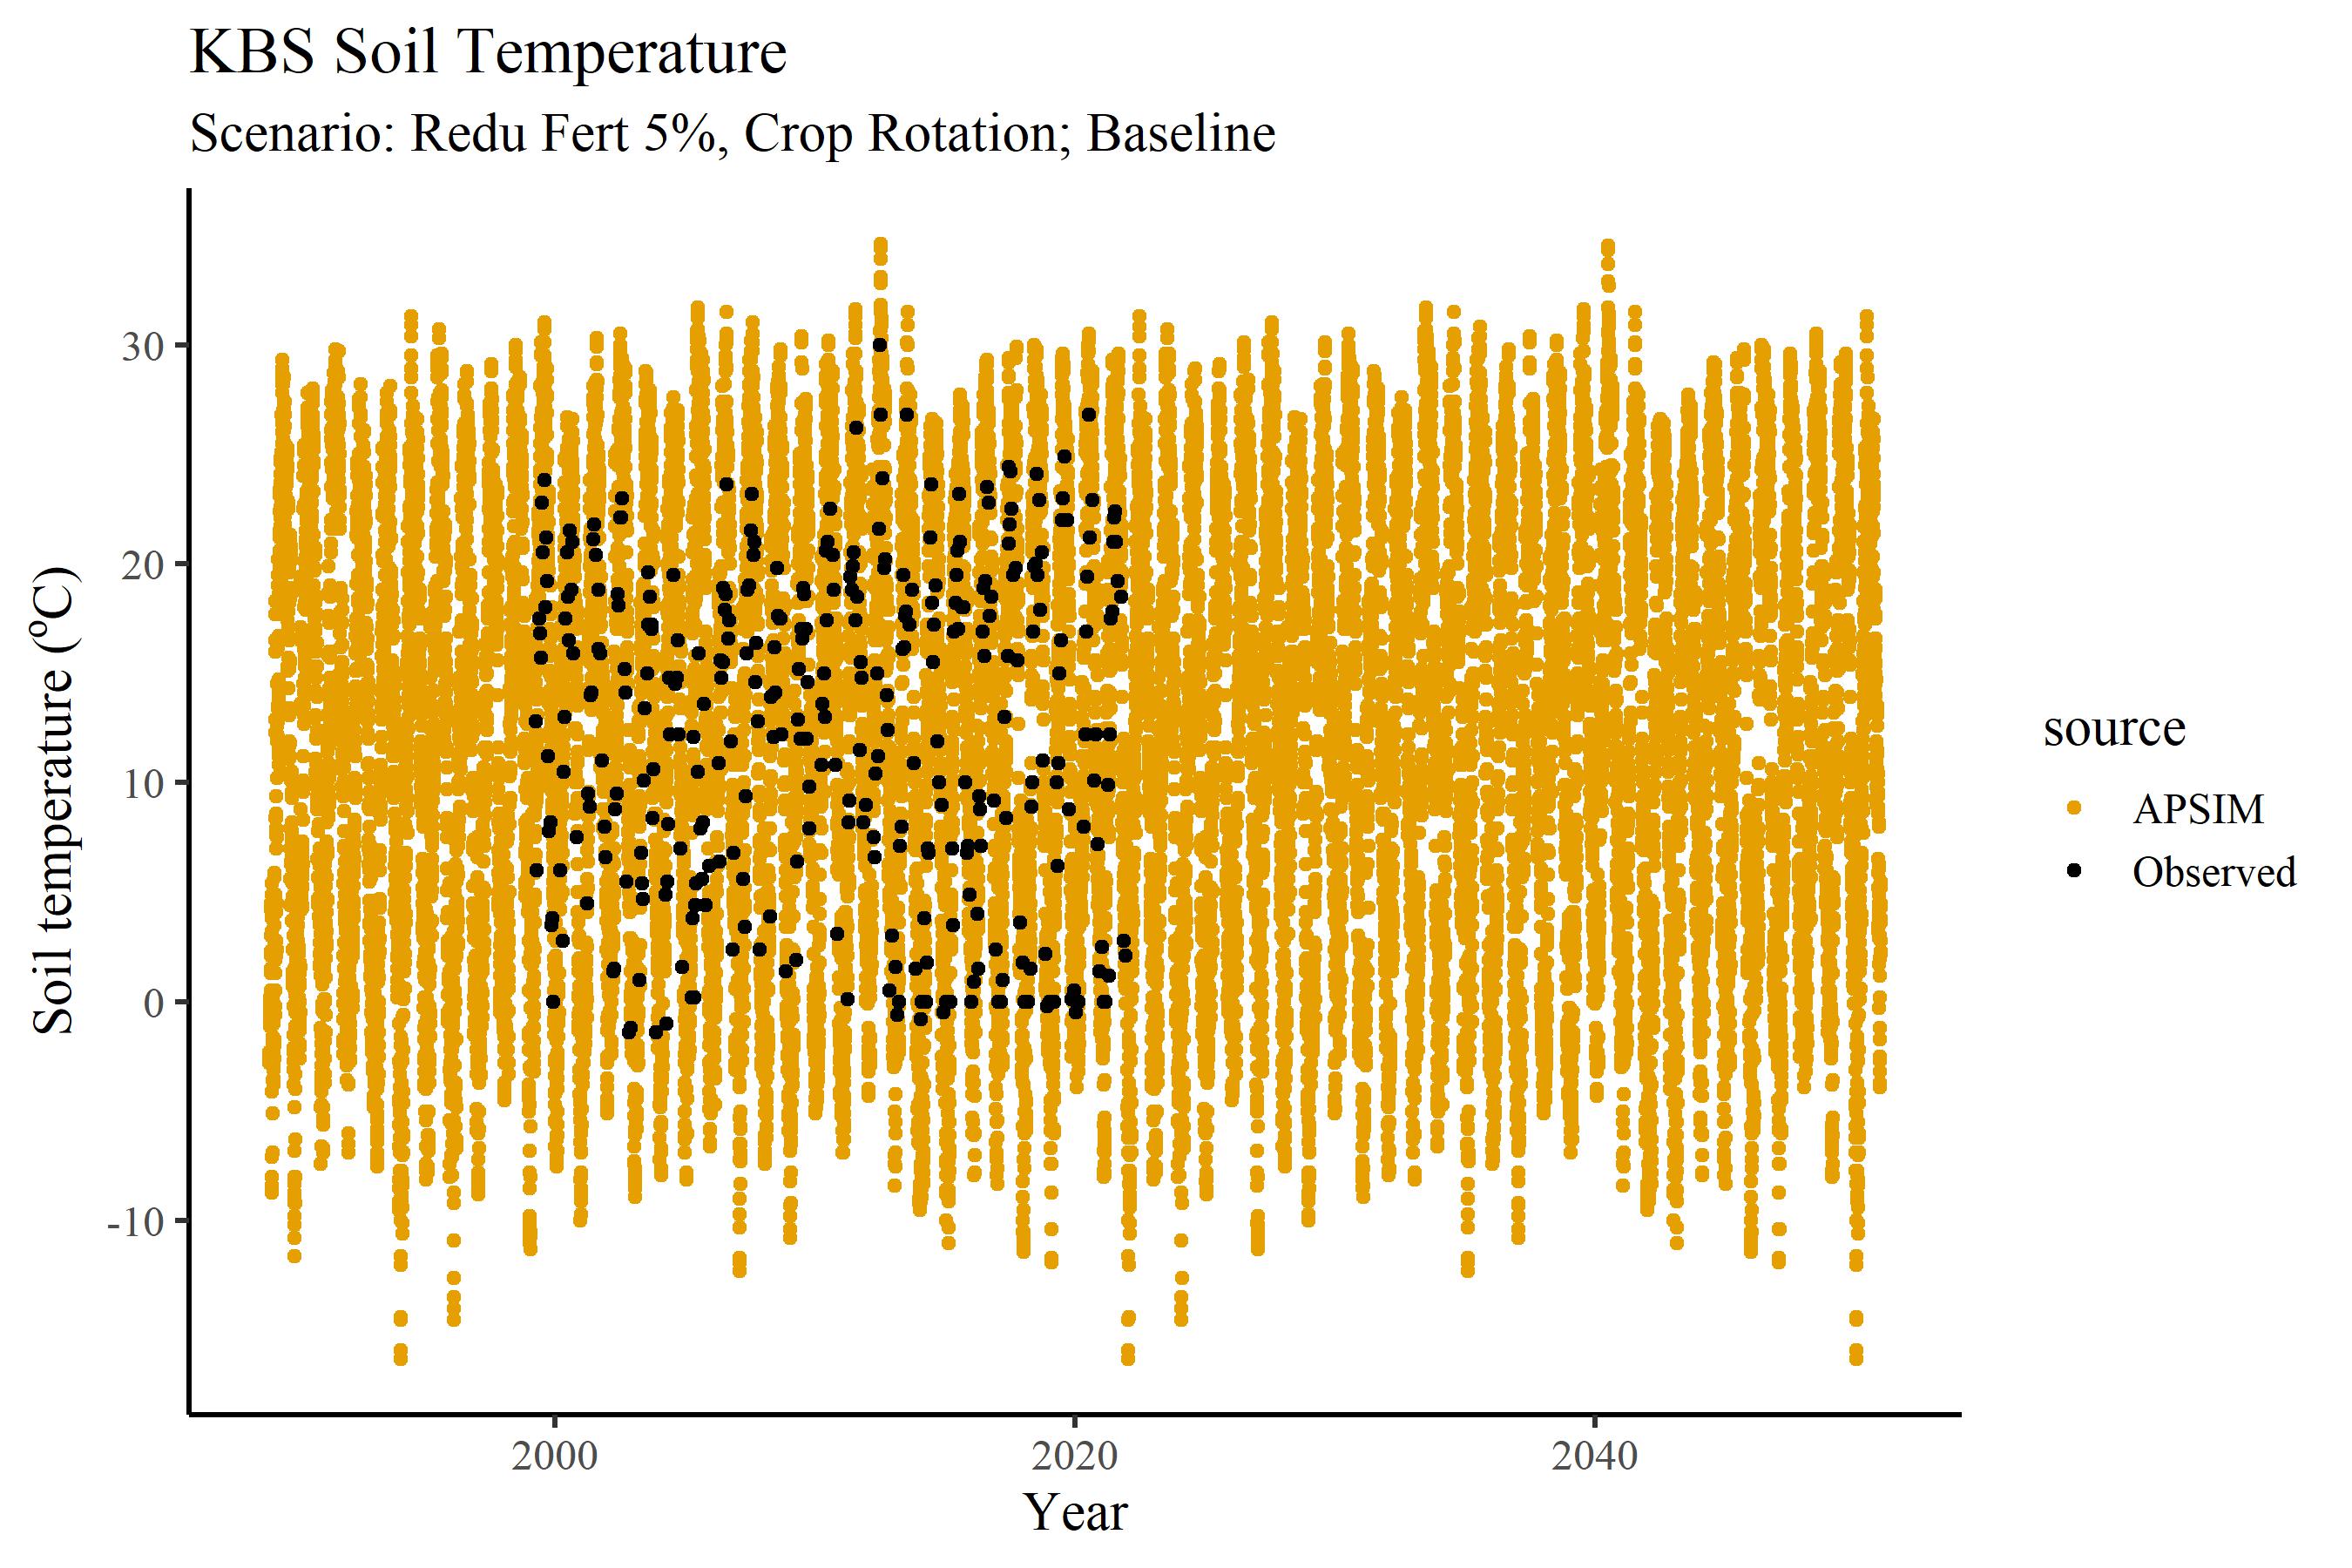 KBS Soil Temperature
Scenario: Redu Fert 5%, Crop Rotation; Baseline
Soil temperature (ºC)
30
20
10
0
-10
2000
2020
2040
Year
source
APSIM
Observed